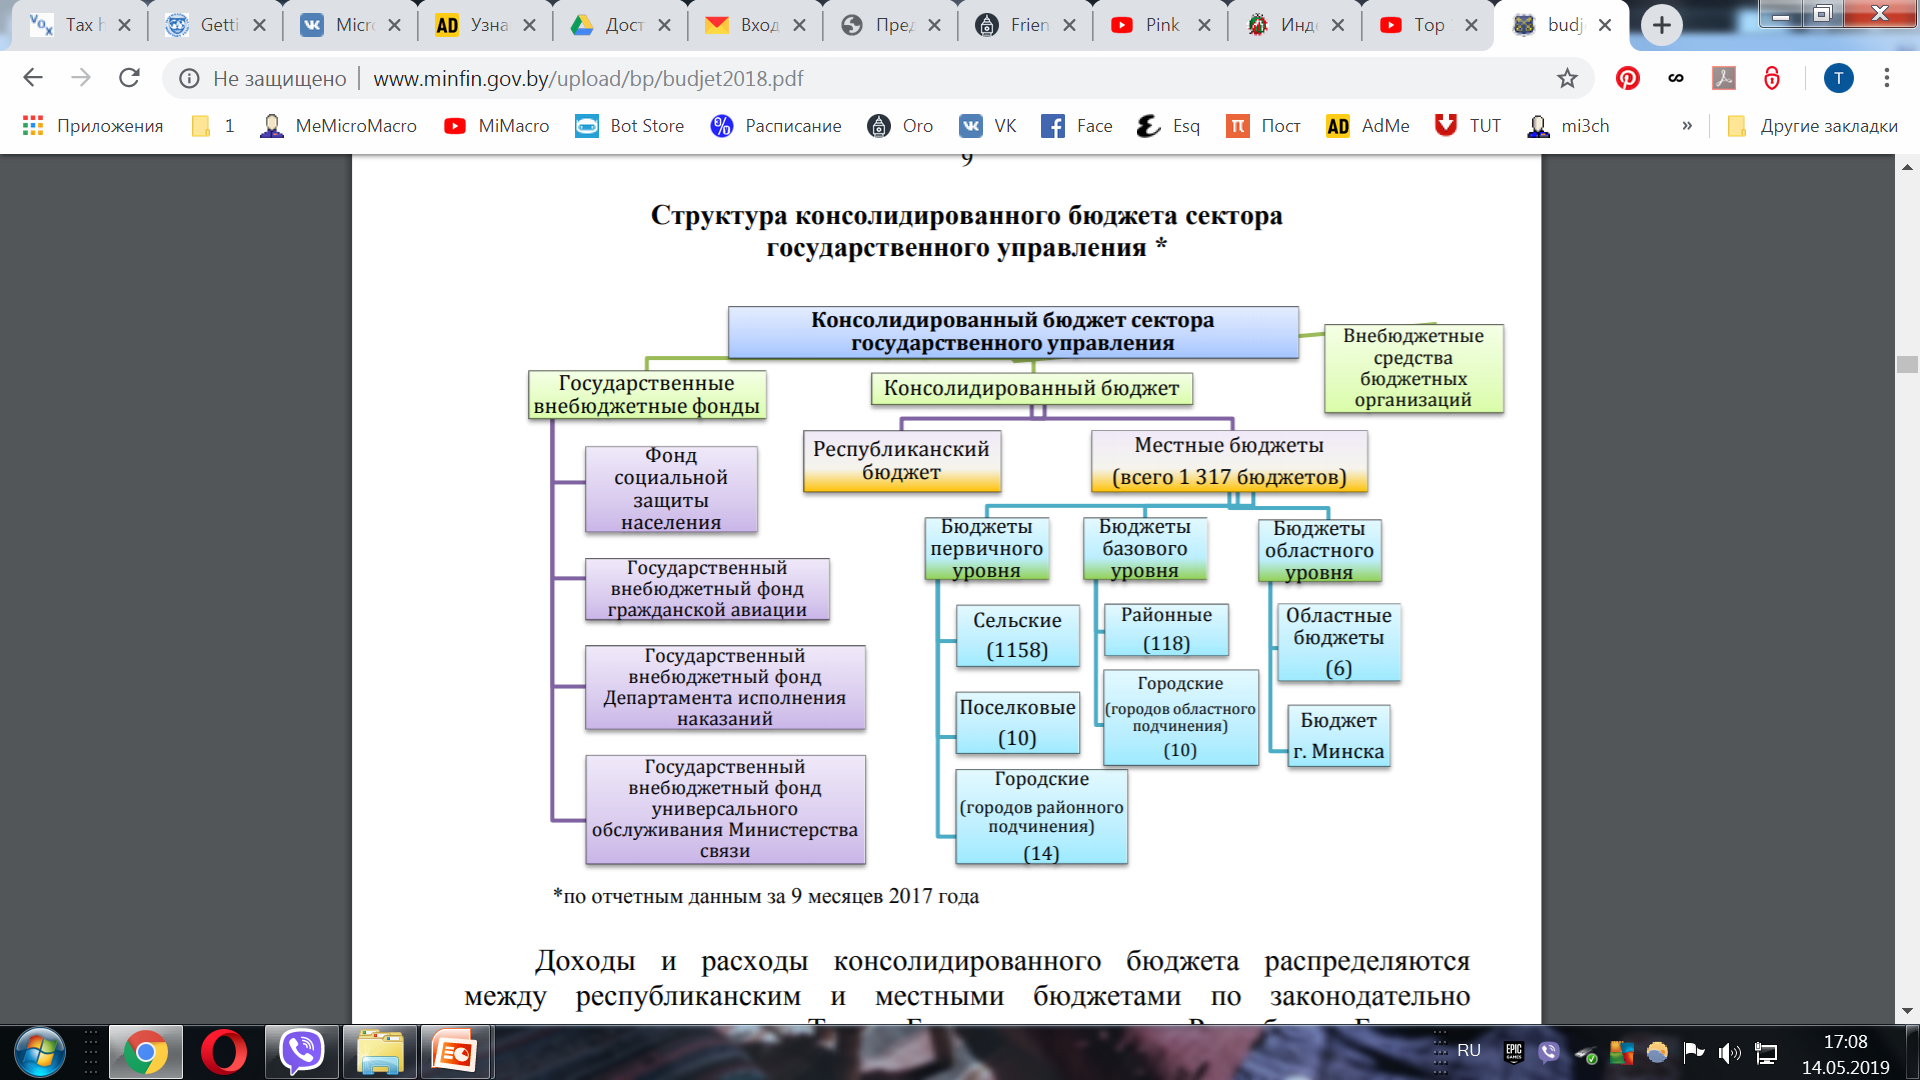 Tax h
Getti
Micro
Узна
Дост
Вход
Пред
Frien
Pink
Инде
Top
budje
Не защищено
www.minfin.gov.by/upload/bp/budjet2018.pdf
T
Приложения
1
MeMicroMacro
MiMacro
Bot Store
Расписание
Oro
VK
Face
Esq
Пост
AdMe
TUT
mi3ch
»
Другие закладки
9
Структура консолидированного бюджета сектора
государственного управления *
Консолидированный бюджет сектора
государственного управления
Внебюджетные
средства
бюджетных
организаций
Государственные
внебюджетные фонды
Консолидированный бюджет
Фонд
социальной
защиты
населения
Государственный
внебюджетный фонд
гражданской авиации
Государственный
внебюджетный фонд
Департамента исполнения
наказаний
Государственный
внебюджетный фонд
универсального
обслуживания Министерства
связи
Республиканский
бюджет
Местные бюджеты
(всего 1 317 бюджетов)
Бюджеты
первичного
уровня
Сельские
(1158)
Поселковые
(10)
Городские
(городов районного
подчинения)
(14)
Бюджеты
базового
уровня
Районные
(118)
Городские
(городов областного
подчинения)
(10)
Бюджеты
областного
уровня
Областные
бюджеты
(6)
Бюджет
г. Минска
*по отчетным данным за 9 месяцев 2017 года
Доходы и расходы консолидированного бюджета распределяются
между республиканским и местными бюджетами по законодательно
RU
EPIC
GAMES
17:08
14.05.2019